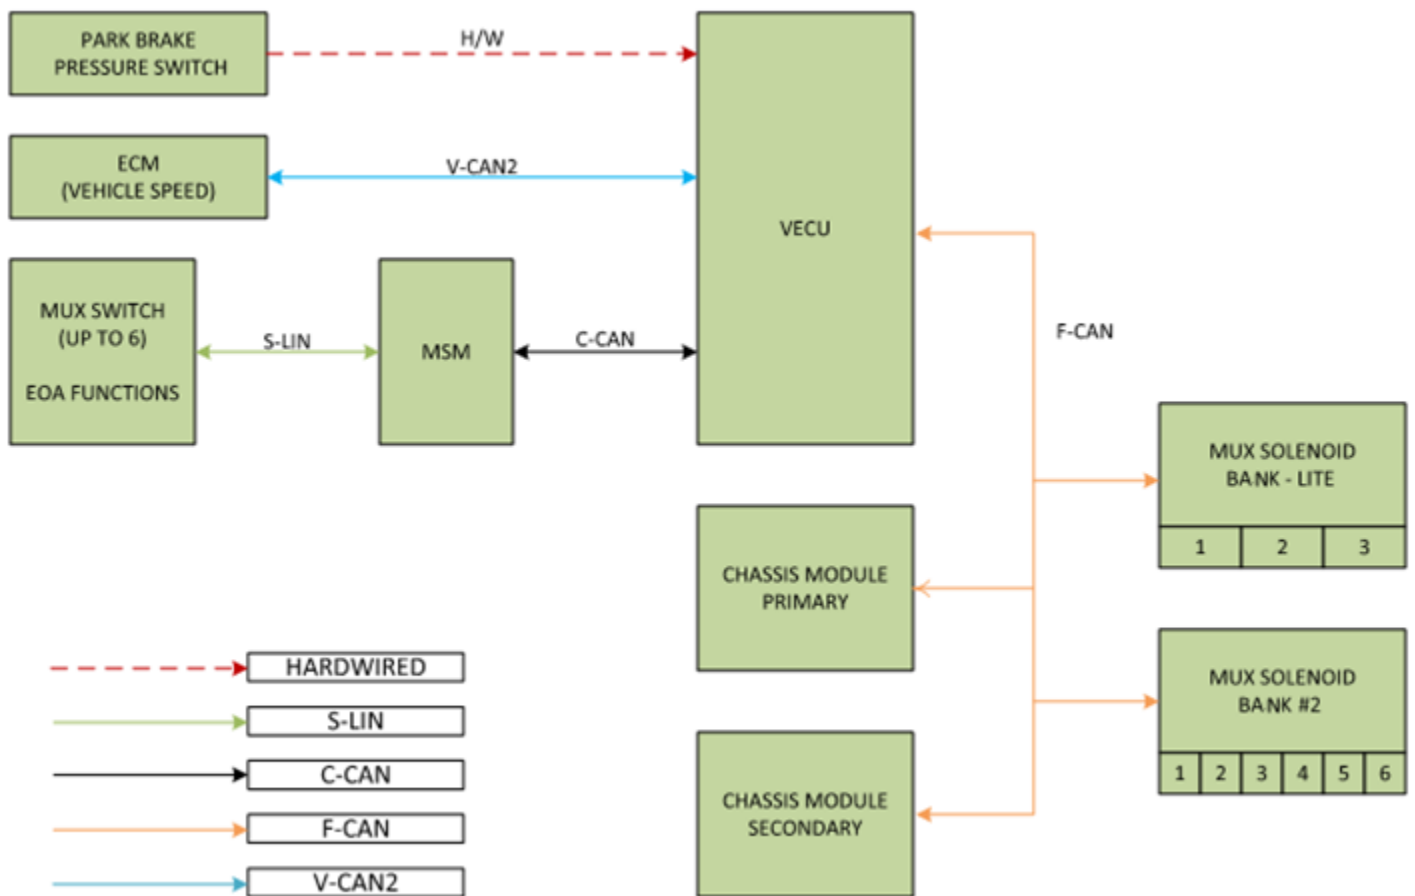 PARK BRAKE
PRESSURE SWITCH
H/W
ECM
(VEHICLE SPEED)
V-CAN2
VECU
MUX SWITCH
(UP TO 6)
EOA FUNCTIONS
S-LIN
MSM
C-CAN
F-CAN
MUX SOLENOID
BANK - LITE
1 2 3
CHASSIS MODULE
PRIMARY
MUX SOLENOID
BANK #2
1 2 3 4 5 6
CHASSIS MODULE
SECONDARY
HARDWIRED
S-LIN
C-CAN
F-CAN
V-CAN2